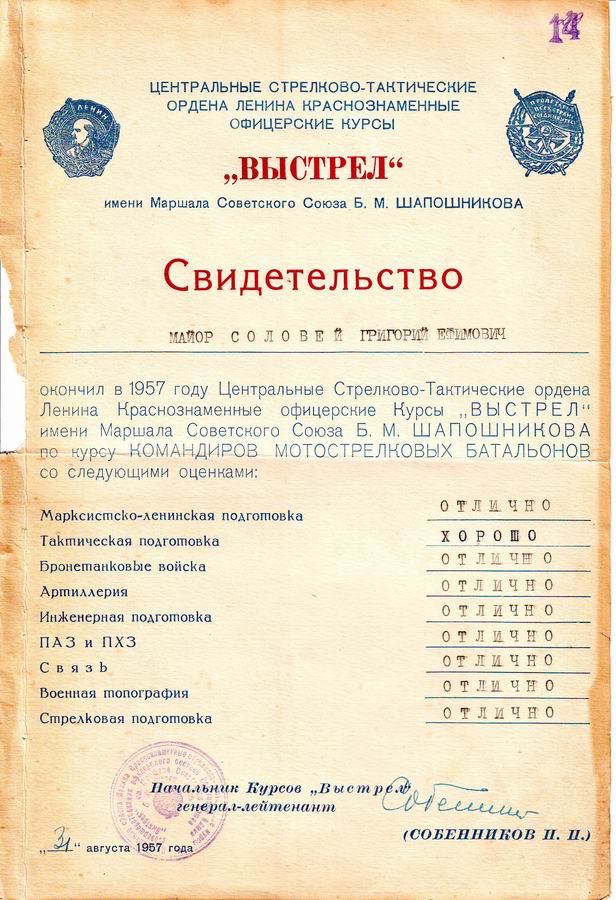 14
ЦЕНТРАЛЬНЫЕ СТРЕЛКОВО-ТАКТИЧЕСКИЕ
ОРДЕНА ЛЕНИНА КРАСНОЗНАМЕННЫЕ
ОФИЦЕРСКИЕ КУРСЫ
ЛЕНИН
„ВЫСТРЕЛ“
имени Маршала Советского Союза Б. М. ШАПОШНИКОВА
Свидетельство
МАЙОР СОЛОВЕЙ ГРИГОРИЙ ЕФИМОВИЧ
окончил в 1957 году Центральные Стрелково-Тактические ордена
Ленина Краснознаменные офицерские Курсы „ВЫСТРЕЛ“
имени Маршала Советского Союза Б. М. ШАПОШНИКОВА
по курсу КОМАНДИРОВ МОТОСТРЕЛКОВЫХ БАТАЛЬОНОВ
со следующими оценками:
Марксистско-ленинская подготовка ОТЛИЧНО
Тактическая подготовка ХОРОШО
Бронетанковые войска ОТЛИЧНО
Артиллерия ОТЛИЧНО
Инженерная подготовка ОТЛИЧНО
ПАЗ и ПХЗ ОТЛИЧНО
Связь ОТЛИЧНО
Военная топография ОТЛИЧНО
Стрелковая подготовка ОТЛИЧНО
Начальник Курсов „Выстрел“
генерал-лейтенант
(СОБЕННИКОВ П. П.)
„31“ августа 1957 года